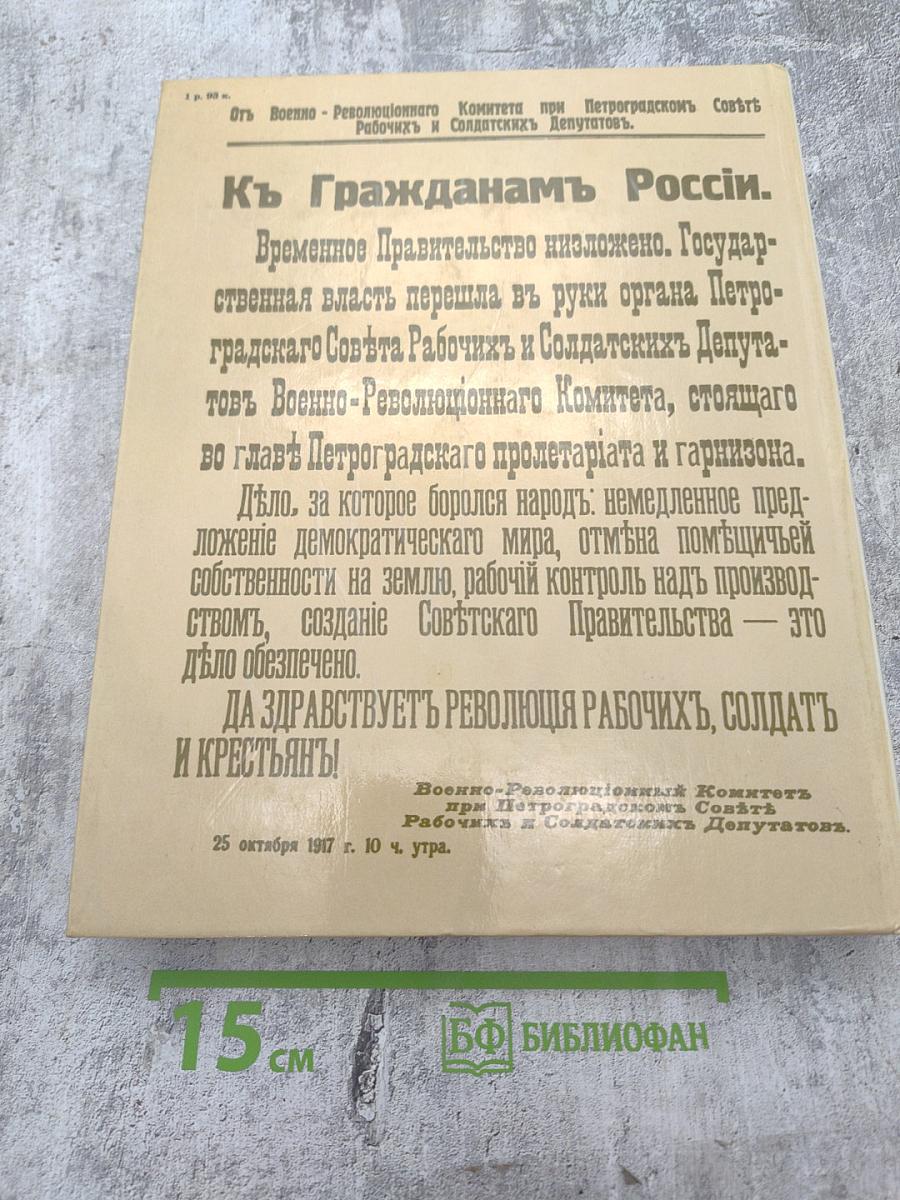 1 р. 93 к.
Отъ Военно-Революціоннаго Комитета при Петроградскомъ Совѣтѣ
Рабочихъ и Солдатскихъ Депутатовъ.
Къ Гражданамъ Россіи.
Временное Правительство низложено. Государ-
ственная власть перешла въ руки органа Петро-
градскаго Совѣта Рабочихъ и Солдатскихъ Депута-
товъ Военно-Революціоннаго Комитета, стоящаго
во главѣ Петроградскаго пролетаріата и гарнизона.
Дѣло, за которое боролся народъ: немедленное пред-
ложеніе демократическаго мира, отмѣна помѣщичьей
собственности на землю, рабочій контроль надъ производ-
ствомъ, созданіе Совѣтскаго Правительства — это
дѣло обезпечено.
ДА ЗДРАВСТВУЕТЪ РЕВОЛЮЦІЯ РАБОЧИХЪ, СОЛДАТЪ
И КРЕСТЬЯНЪ!
Военно-Революціонный Комитетъ
при Петроградскомъ Совѣтѣ
Рабочихъ и Солдатскихъ Депутатовъ.
25 октября 1917 г. 10 ч. утра.
15 см
БФ БИБЛИОФАН